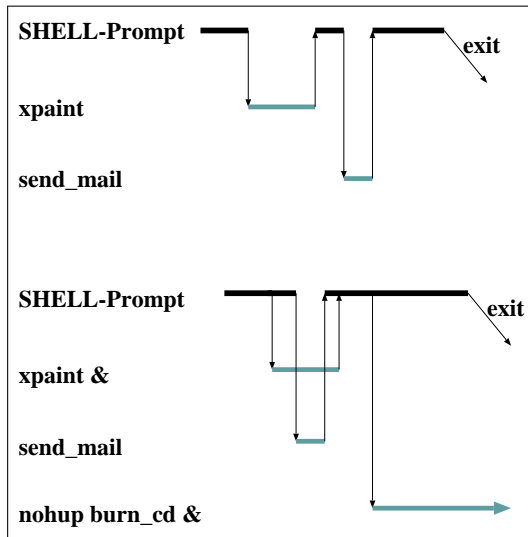 SHELL-Prompt
exit
xpaint
send_mail
SHELL-Prompt
exit
xpaint &
send_mail
nohup burn_cd &